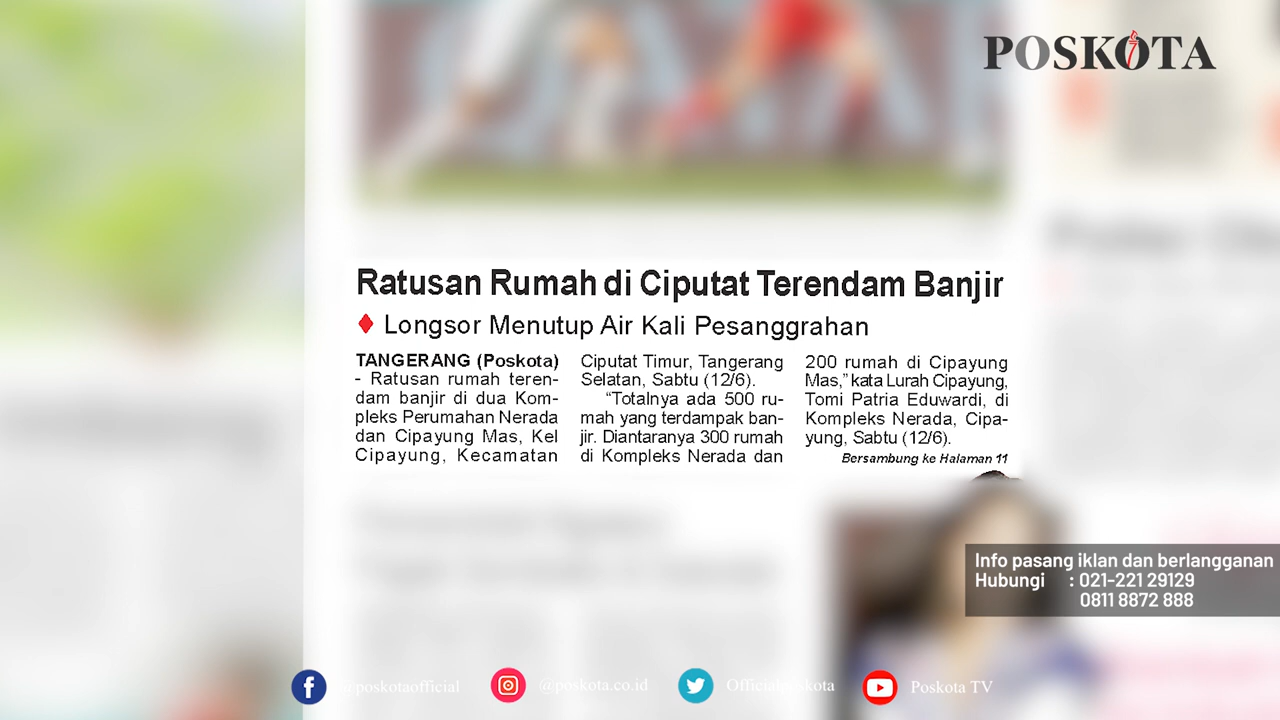 POSKOTA
Ratusan Rumah di Ciputat Terendam Banjir
Longsor Menutup Air Kali Pesanggrahan
TANGERANG (Poskota)
- Ratusan rumah teren-
dam banjir di dua Kom-
pleks Perumahan Nerada
dan Cipayung Mas, Kel
Cipayung, Kecamatan
Ciputat Timur, Tangerang
Selatan, Sabtu (12/6).
“Totalnya ada 500 ru-
mah yang terdampak ban-
jir. Diantaranya 300 rumah
di Kompleks Nerada dan
200 rumah di Cipayung
Mas,” kata Lurah Cipayung,
Tomi Patria Eduwardi, di
Kompleks Nerada, Cipa-
yung, Sabtu (12/6).
Bersambung ke Halaman 11
Info pasang iklan dan berlangganan
Hubungi : 021-221 29129
0811 8872 888
@poskotaofficial
@poskota.co.id
Officialposkota
Poskota TV